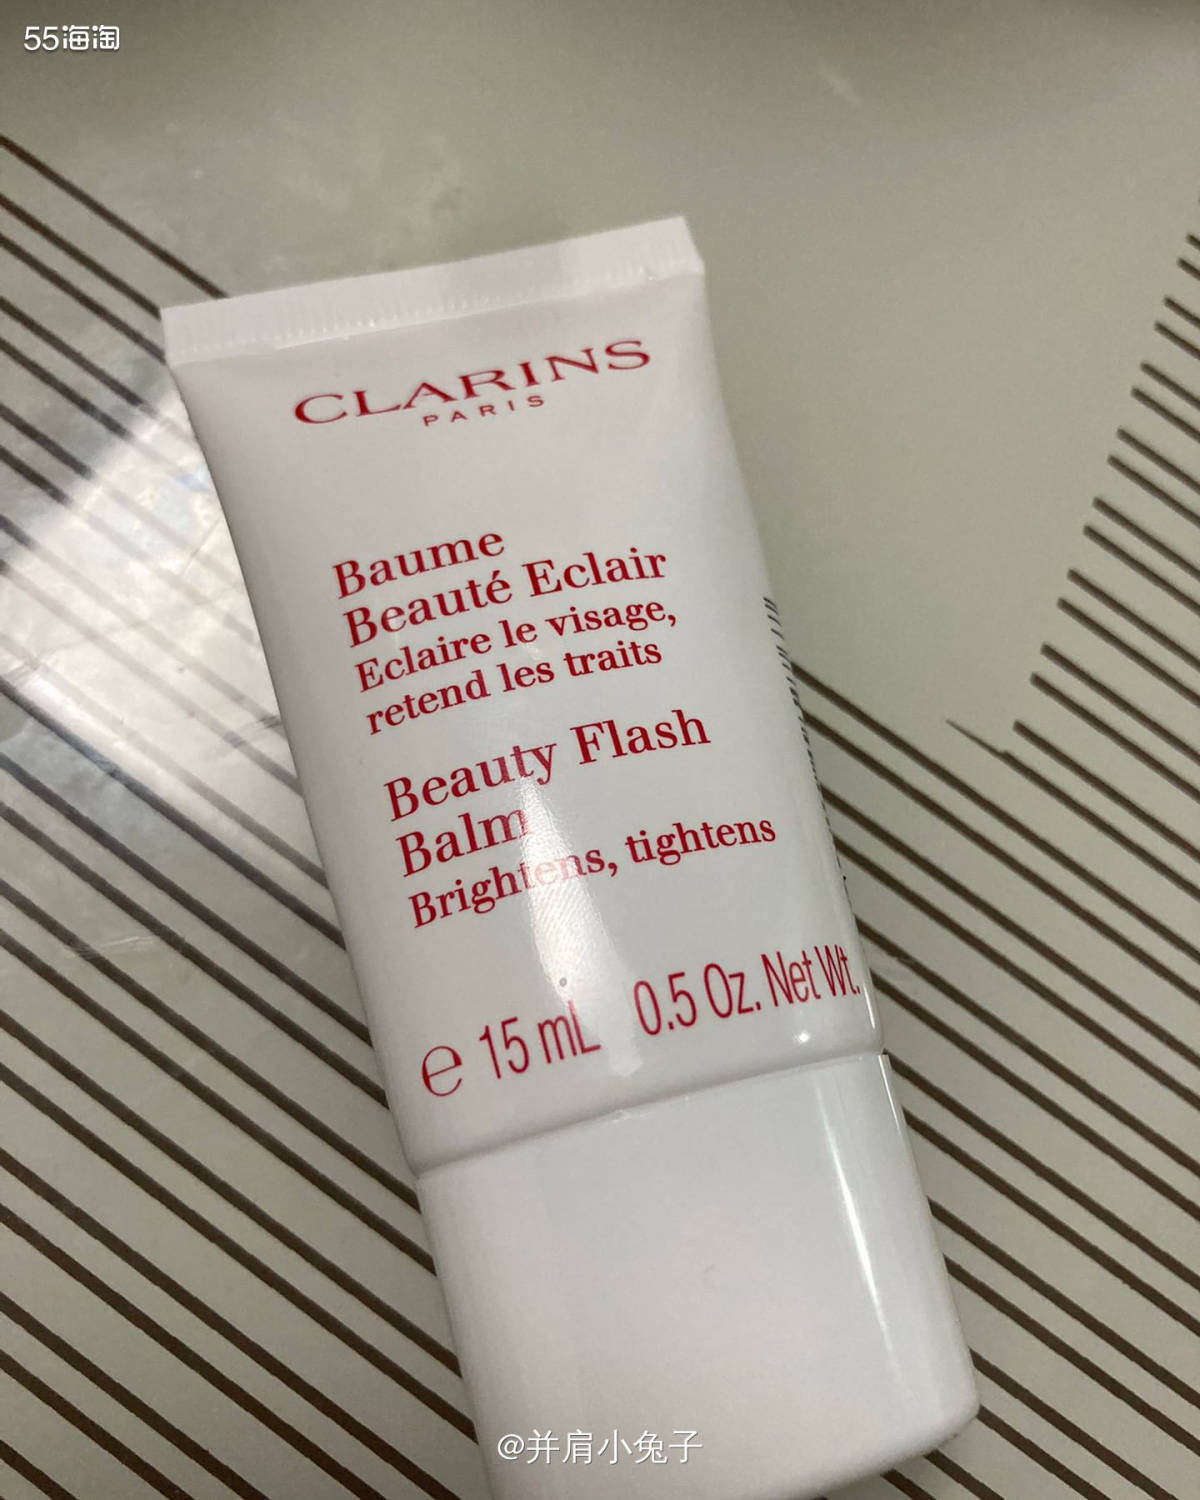 55海淘
CLARINS
PARIS
Baume
Beauté Eclair
Eclaire le visage,
retend les traits
Beauty Flash
Balm
Brightens, tightens
e 15 mL 0.5 Oz. Net Wt.
@并肩小兔子